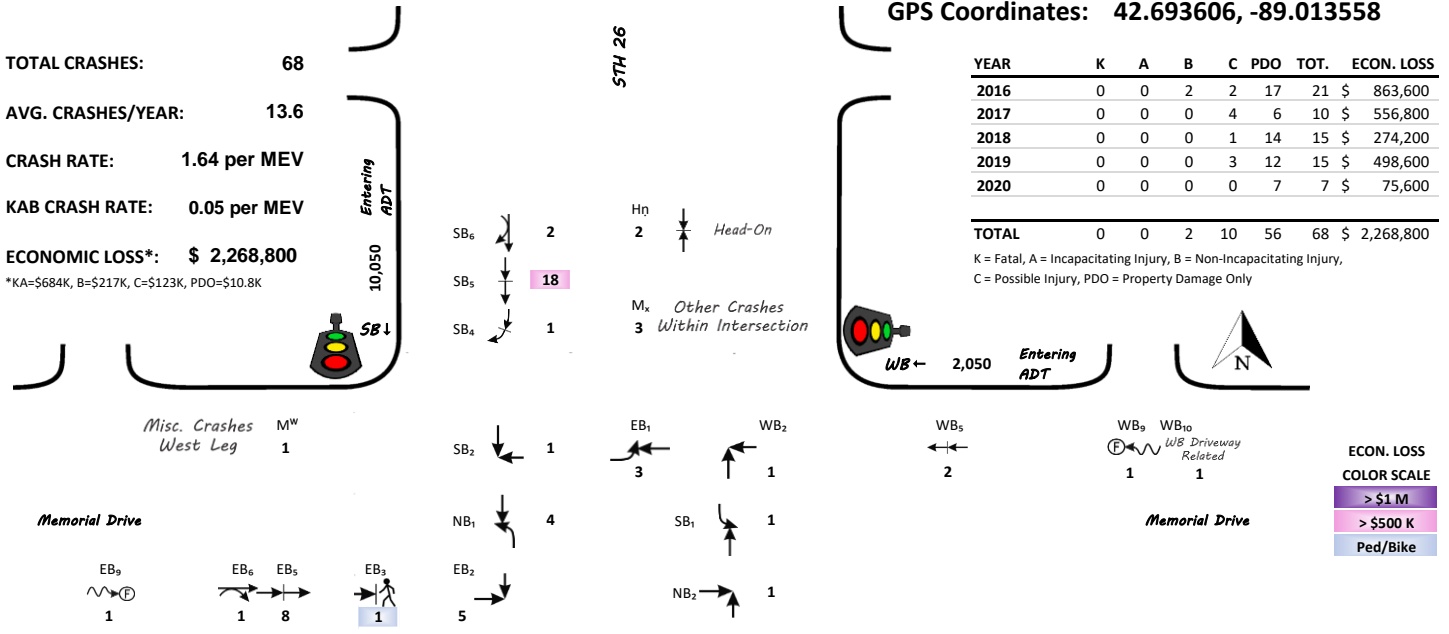 GPS Coordinates: 42.693606, -89.013558
STH 26
TOTAL CRASHES: 68
AVG. CRASHES/YEAR: 13.6
CRASH RATE: 1.64 per MEV
KAB CRASH RATE: 0.05 per MEV
ECONOMIC LOSS*: $ 2,268,800
*KA=$684K, B=$217K, C=$123K, PDO=$10.8K
Entering
ADT
10,050
SB ↓
YEAR K A B C PDO TOT. ECON. LOSS
2016 0 0 2 2 17 21 $ 863,600
2017 0 0 0 4 6 10 $ 556,800
2018 0 0 0 1 14 15 $ 274,200
2019 0 0 0 3 12 15 $ 498,600
2020 0 0 0 0 7 7 $ 75,600
TOTAL 0 0 2 10 56 68 $ 2,268,800
K = Fatal, A = Incapacitating Injury, B = Non-Incapacitating Injury,
C = Possible Injury, PDO = Property Damage Only
SB₆ 2
SB₅ 18
SB₄ 1
Hņ
2 Head-On
Mₓ Other Crashes
3 Within Intersection
WB ← 2,050 Entering
ADT
N
Misc. Crashes Mᵂ
West Leg 1
SB₂ 1
EB₁
3
WB₂
1
WB₅
2
WB₉ WB₁₀
F WB Driveway
Related
1 1
ECON. LOSS
COLOR SCALE
> $1 M
> $500 K
Ped/Bike
Memorial Drive
NB₁ 4
SB₁ 1
Memorial Drive
EB₉
F
1
EB₆ EB₅
1 8
EB₃
1
EB₂
5
NB₂ 1